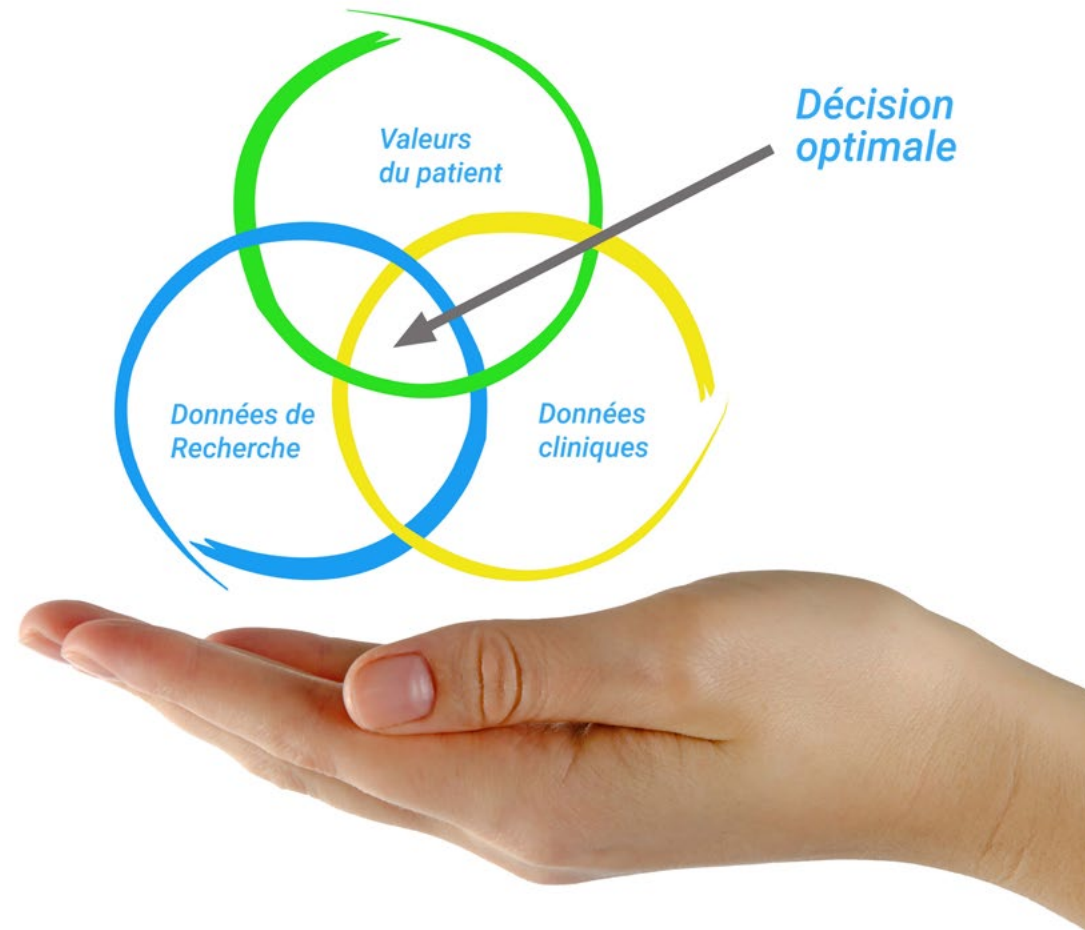 Décision
optimale
Valeurs
du patient
Données de
Recherche
Données
cliniques